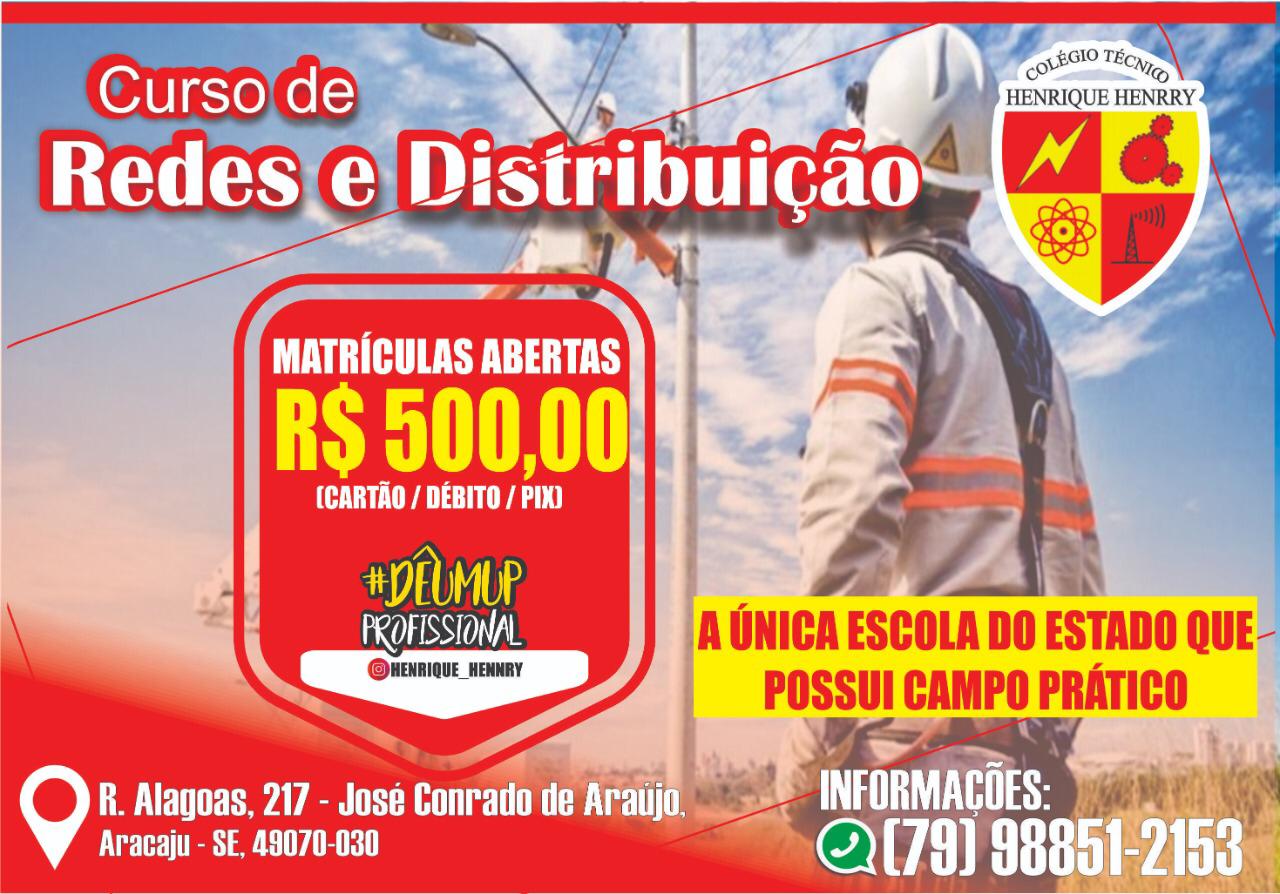 Curso de
Redes e Distribuição
COLÉGIO TÉCNICO
HENRIQUE HENRRY
MATRÍCULAS ABERTAS
R$ 500,00
(CARTÃO / DÉBITO / PIX)
#DÊUMUP
PROFISSIONAL
HENRIQUE_HENNRY
A ÚNICA ESCOLA DO ESTADO QUE
POSSUI CAMPO PRÁTICO
R. Alagoas, 217 - José Conrado de Araújo,
Aracaju - SE, 49070-030
INFORMAÇÕES:
(79) 98851-2153